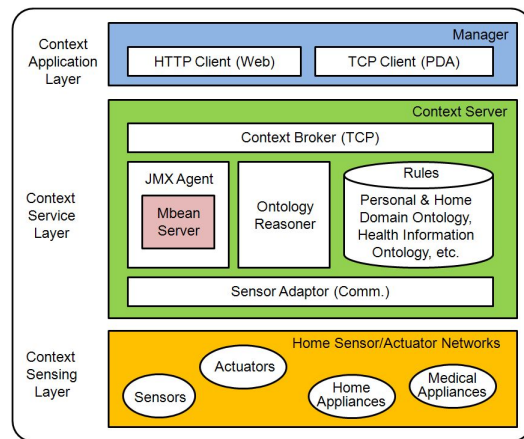 Context
Application
Layer
Manager
HTTP Client (Web)
TCP Client (PDA)
Context
Service
Layer
Context Server
Context Broker (TCP)
JMX Agent
Mbean
Server
Ontology
Reasoner
Rules
Personal & Home
Domain Ontology,
Health Information
Ontology, etc.
Sensor Adaptor (Comm.)
Context
Sensing
Layer
Home Sensor/Actuator Networks
Sensors
Actuators
Home
Appliances
Medical
Appliances